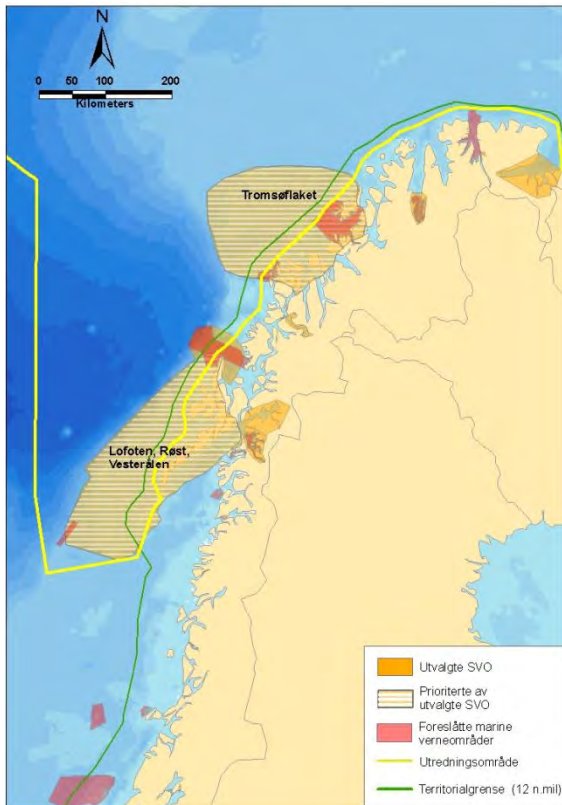 N
0 50 100 200
Kilometers
Tromsøflaket
Lofoten, Røst,
Vesterålen
Utvalgte SVO
Prioriterte av
utvalgte SVO
Foreslåtte marine
verneområder
Utredningsområde
Territorialgrense (12 n.mil)